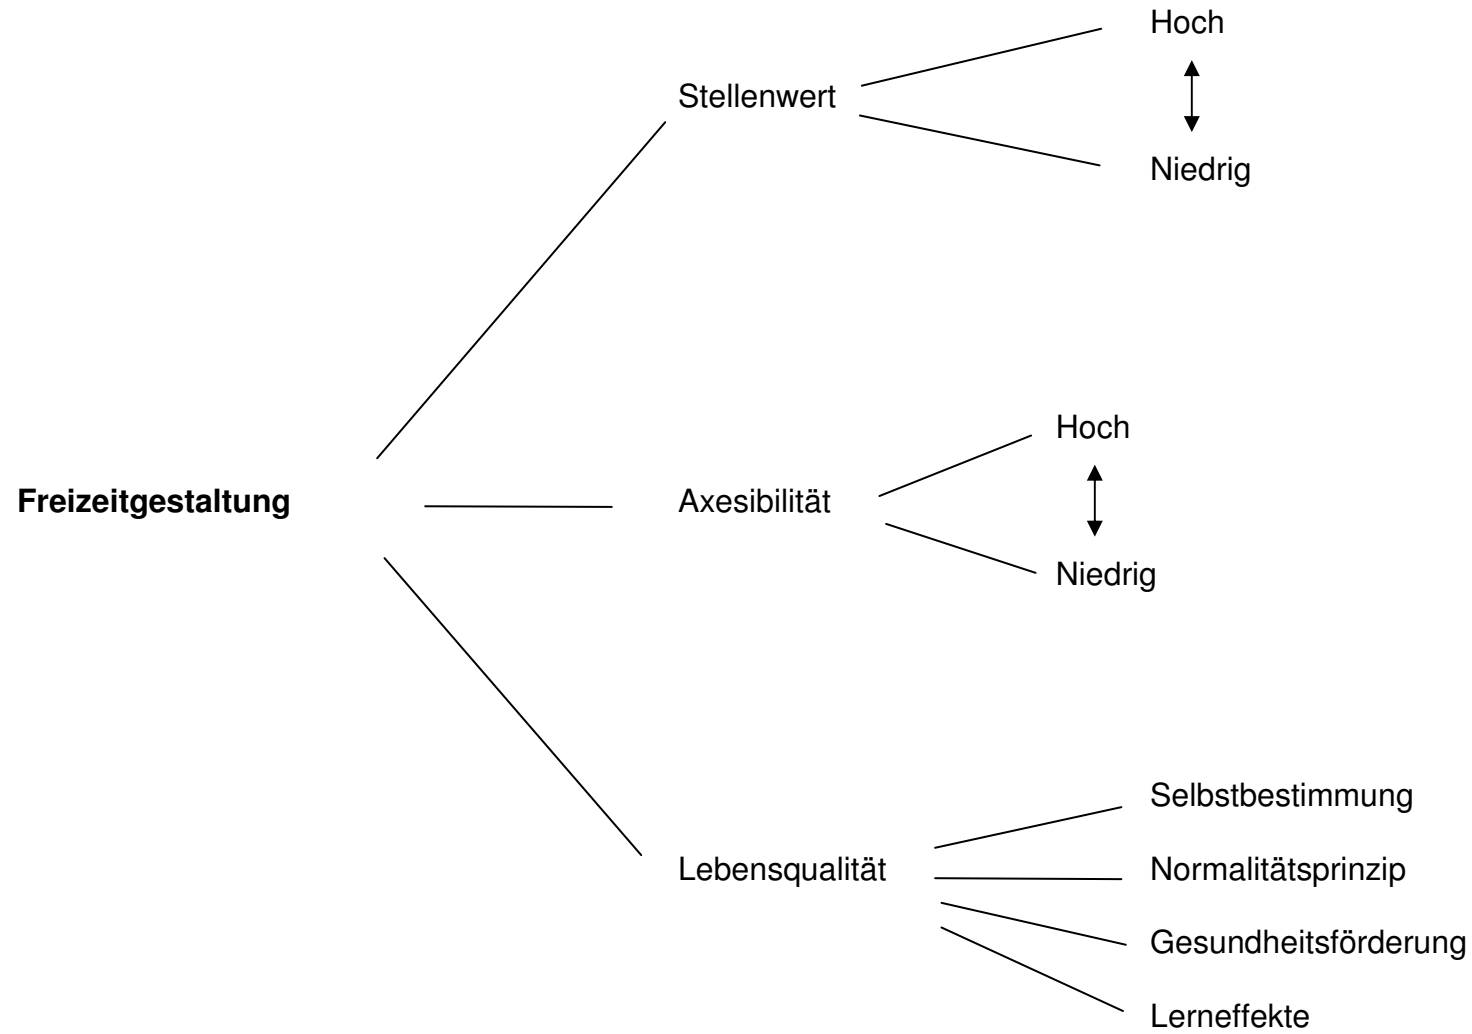 Hoch
Stellenwert
Niedrig
Hoch
Freizeitgestaltung
Axesibilität
Niedrig
Selbstbestimmung
Lebensqualität
Normalitätsprinzip
Gesundheitsförderung
Lerneffekte